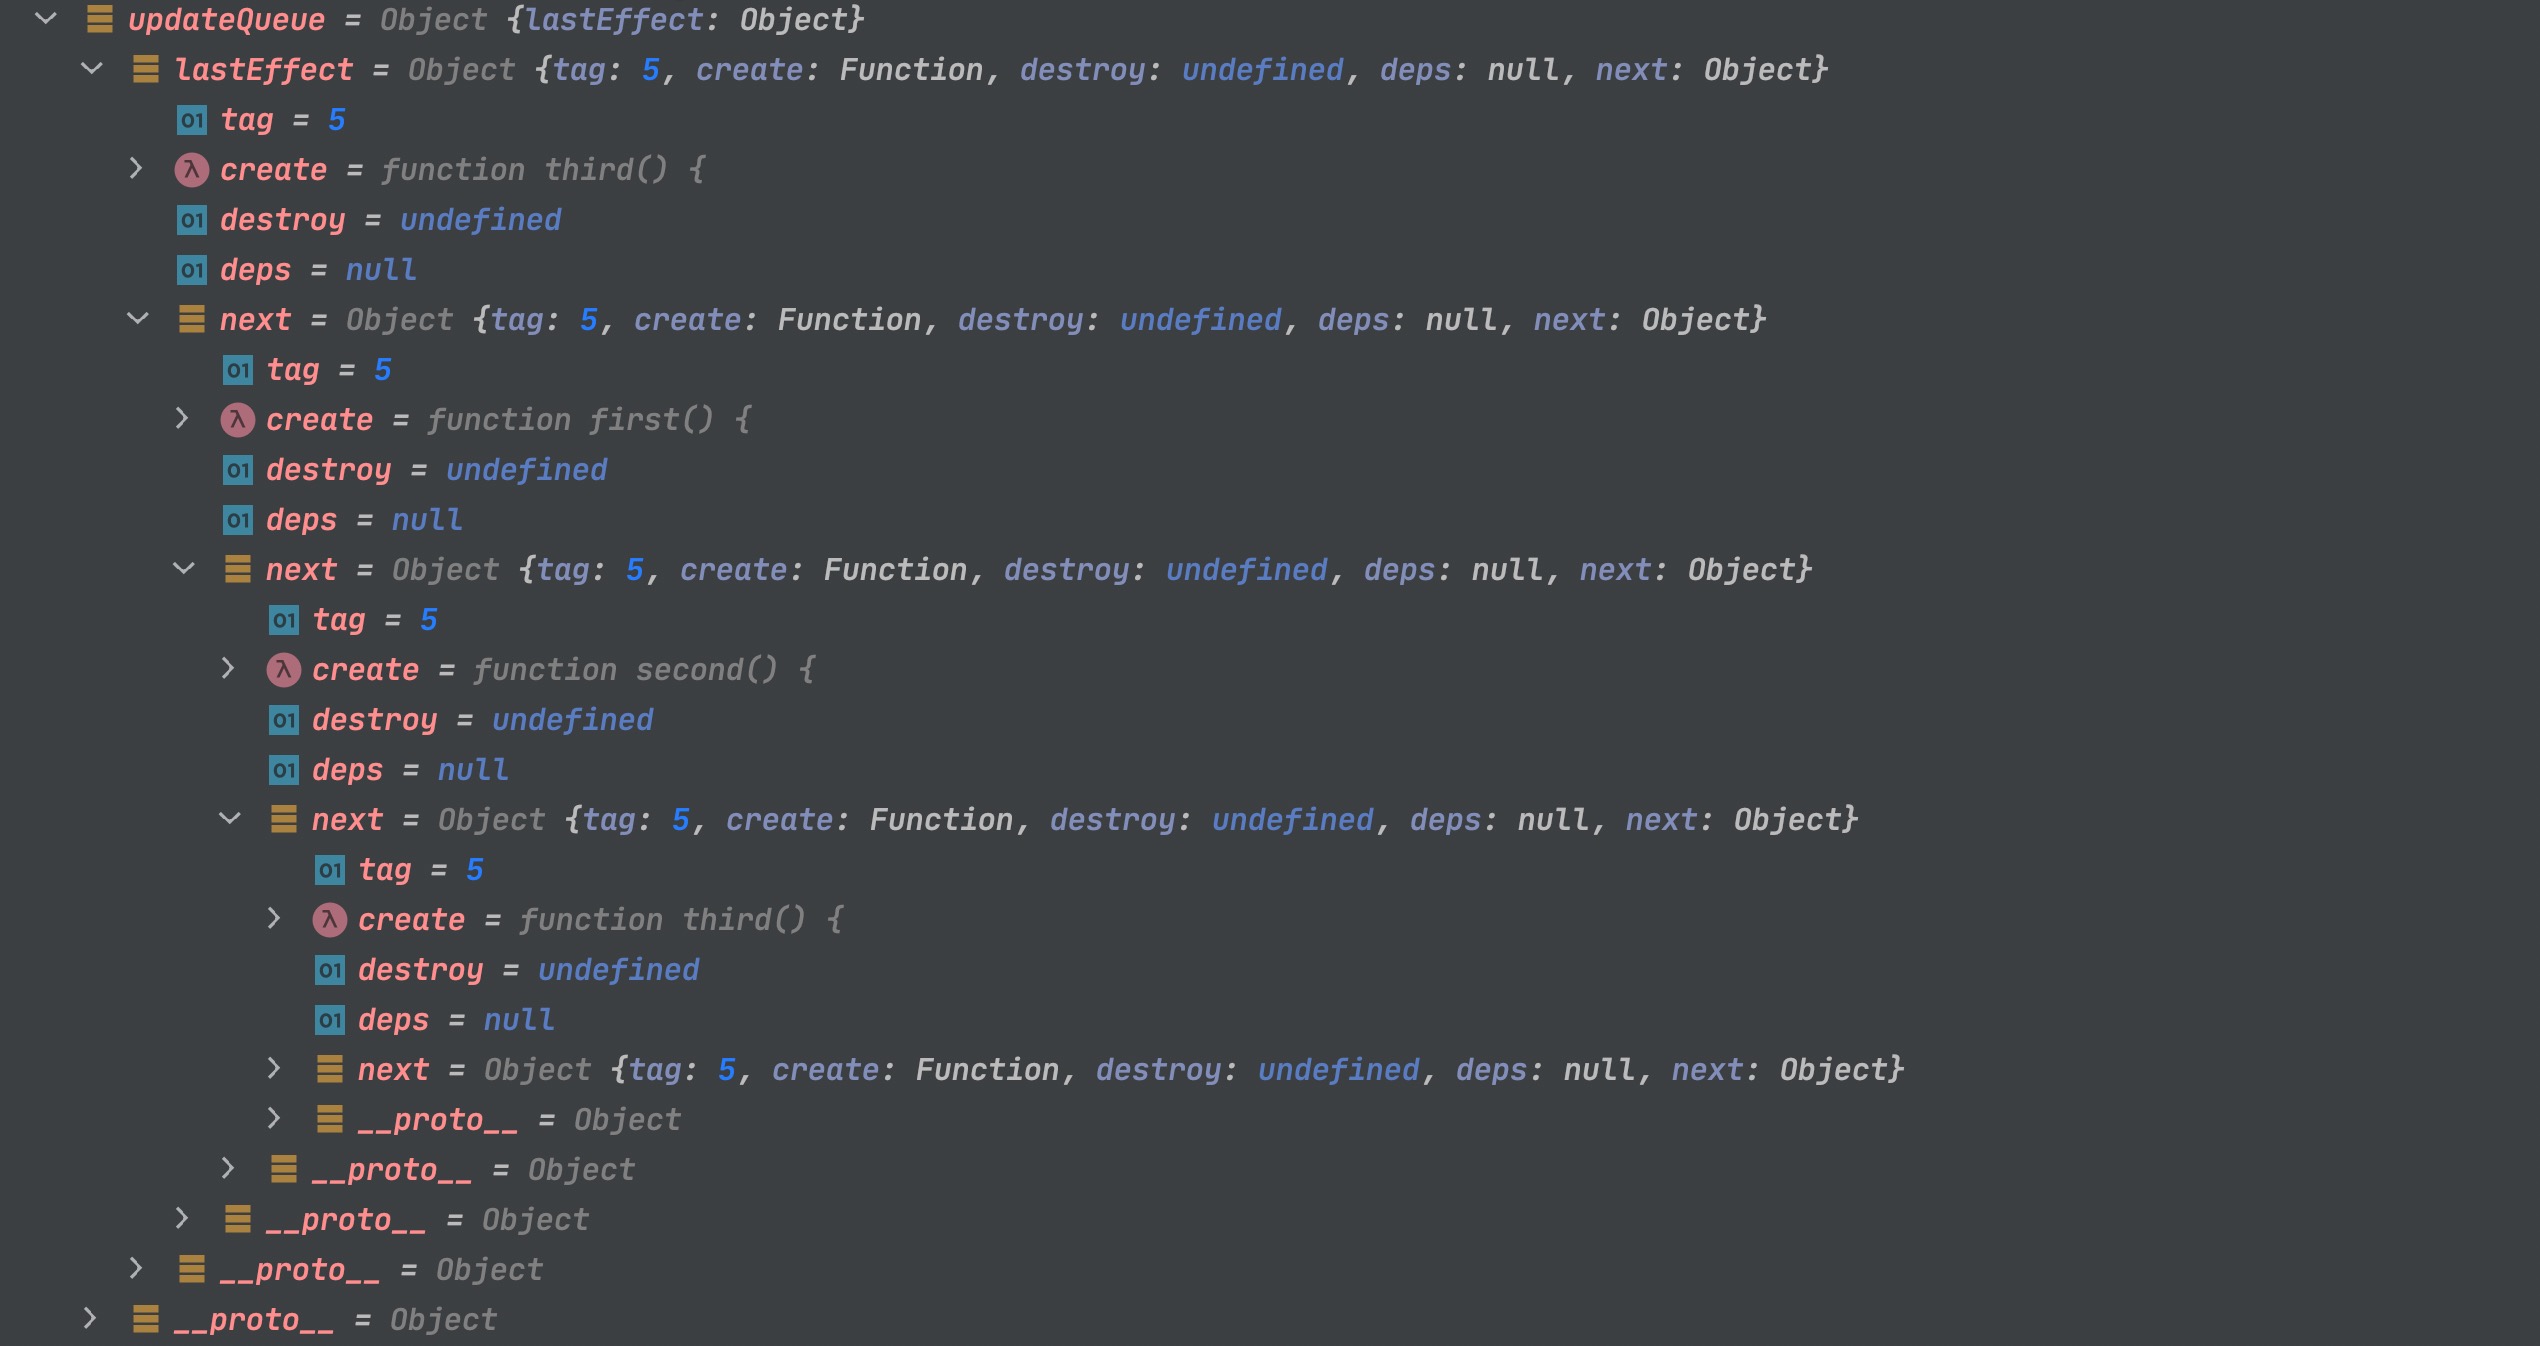 updateQueue = Object {lastEffect: Object}
lastEffect = Object {tag: 5, create: Function, destroy: undefined, deps: null, next: Object}
01 tag = 5
λ create = function third() {
01 destroy = undefined
01 deps = null
next = Object {tag: 5, create: Function, destroy: undefined, deps: null, next: Object}
01 tag = 5
λ create = function first() {
01 destroy = undefined
01 deps = null
next = Object {tag: 5, create: Function, destroy: undefined, deps: null, next: Object}
01 tag = 5
λ create = function second() {
01 destroy = undefined
01 deps = null
next = Object {tag: 5, create: Function, destroy: undefined, deps: null, next: Object}
01 tag = 5
λ create = function third() {
01 destroy = undefined
01 deps = null
next = Object {tag: 5, create: Function, destroy: undefined, deps: null, next: Object}
__proto__ = Object
__proto__ = Object
__proto__ = Object
__proto__ = Object
__proto__ = Object